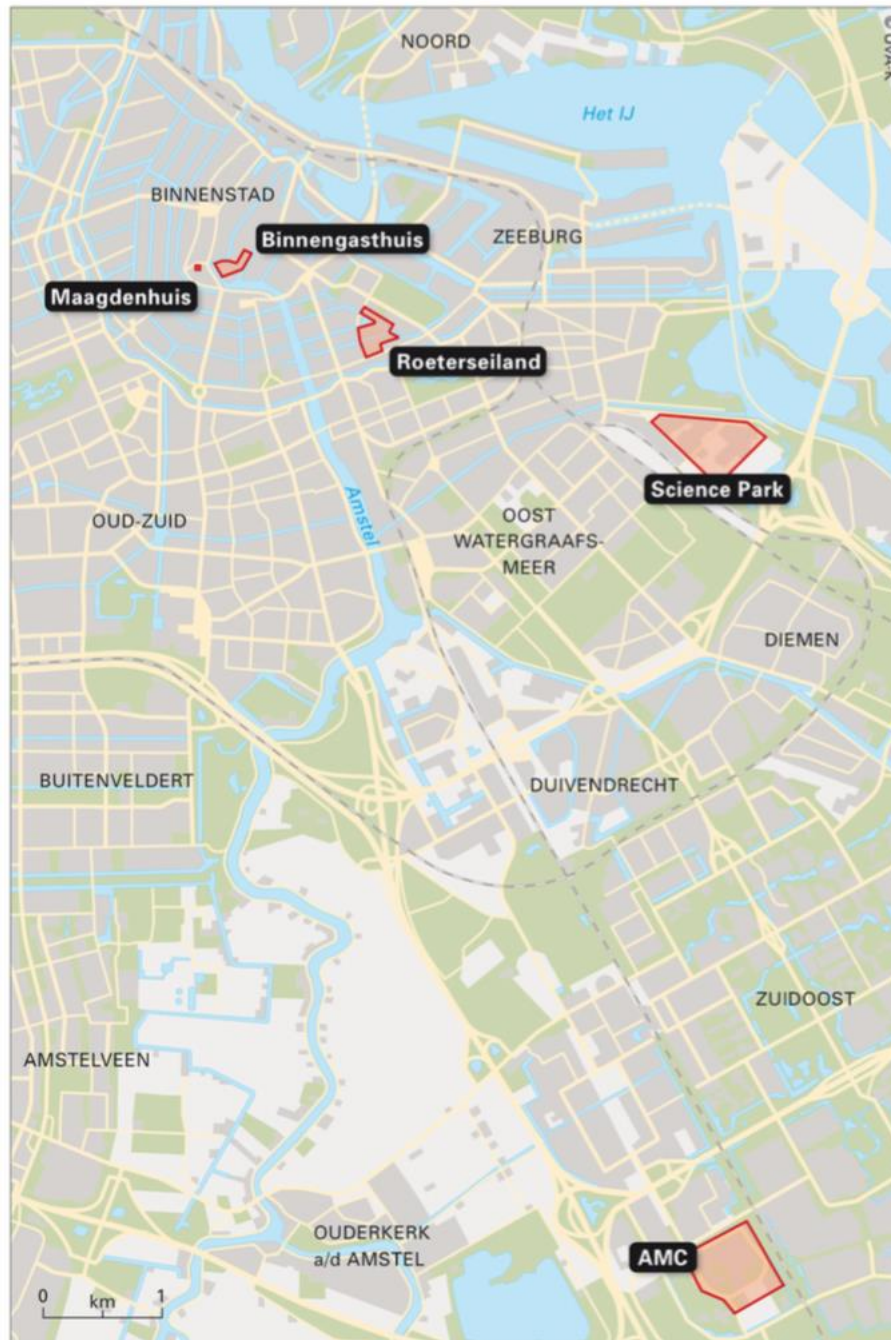 NOORD
Het IJ
BINNENSTAD
Binnengasthuis
ZEEBURG
Maagdenhuis
Roeterseiland
Science Park
Amstel
OUD-ZUID
OOST
WATERGRAAFS-
MEER
DIEMEN
BUITENVELDERT
DUIVENDRECHT
ZUIDOOST
AMSTELVEEN
OUDERKERK
a/d AMSTEL
AMC
0 km 1